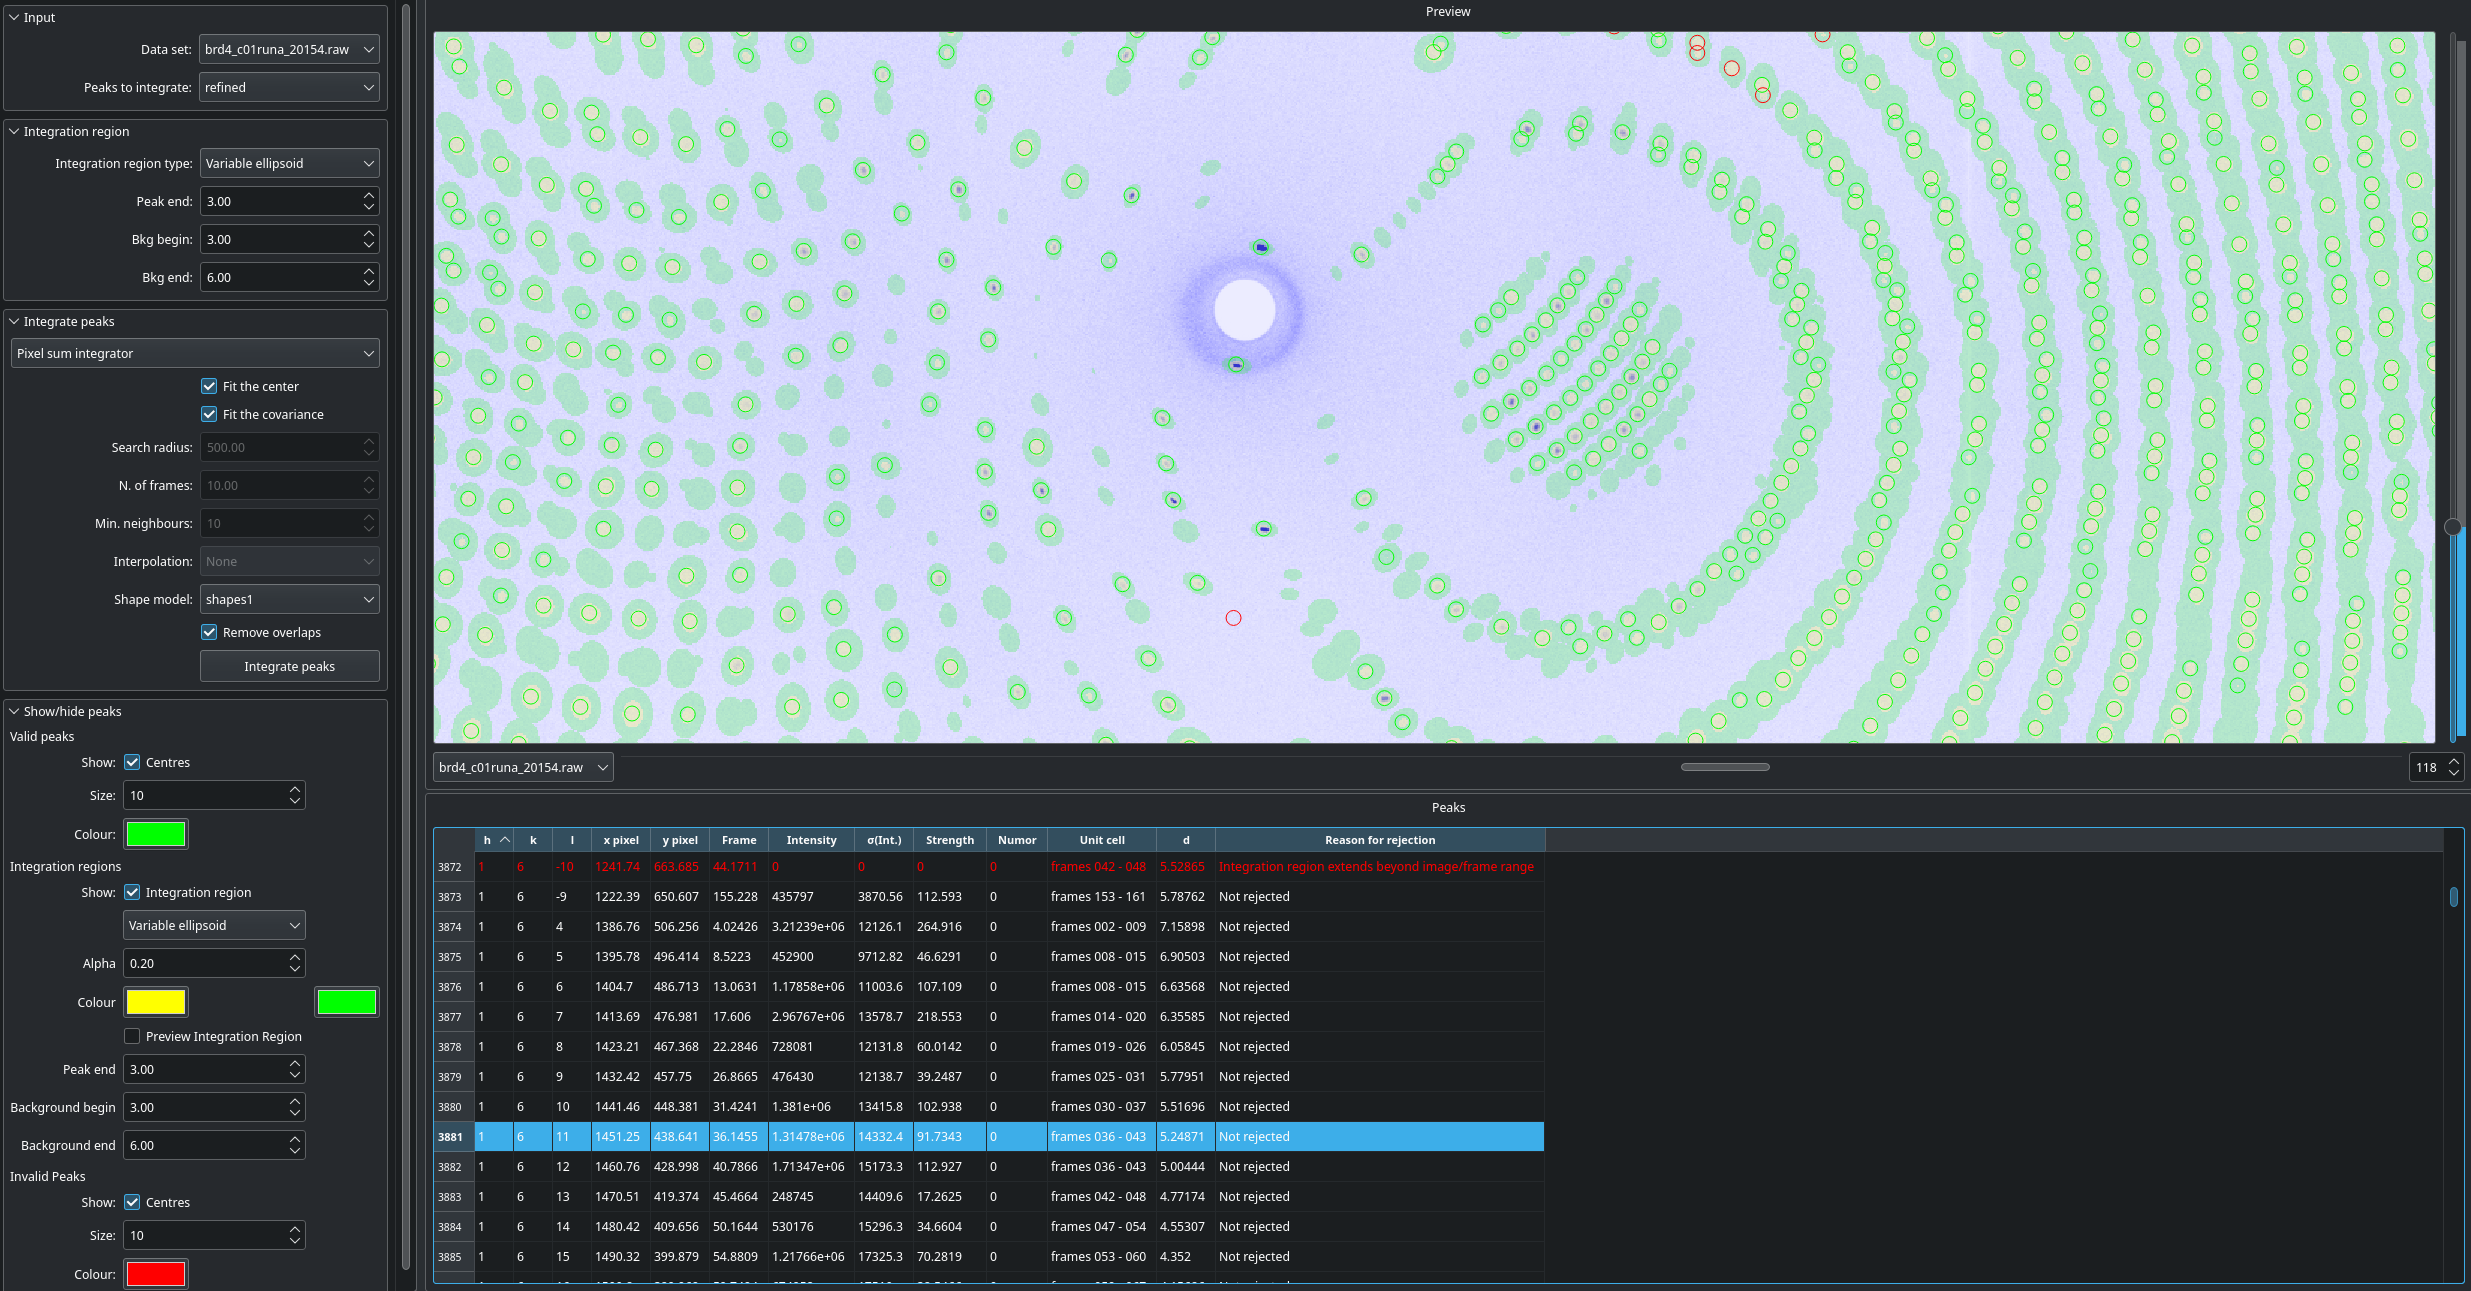 Input
Data set: brd4_c01runa_20154.raw
Peaks to integrate: refined
Integration region
Integration region type: Variable ellipsoid
Peak end: 3.00
Bkg begin: 3.00
Bkg end: 6.00
Integrate peaks
Pixel sum integrator
Fit the center
Fit the covariance
Search radius: 500.00
N. of frames: 10.00
Min. neighbours: 10
Interpolation: None
Shape model: shapes1
Remove overlaps
Integrate peaks
Show/hide peaks
Valid peaks
Show: Centres
Size: 10
Colour:
Integration regions
Show: Integration region
Variable ellipsoid
Alpha 0.20
Colour
Preview Integration Region
Peak end 3.00
Background begin 3.00
Background end 6.00
Invalid Peaks
Show: Centres
Size: 10
Colour:
Preview
brd4_c01runa_20154.raw 118
Peaks
h k l x pixel y pixel Frame Intensity σ(Int.) Strength Numor Unit cell d Reason for rejection
3872 1 6 -10 1241.74 663.685 44.1711 0 0 0 0 frames 042 - 048 5.52865 Integration region extends beyond image/frame range
3873 1 6 -9 1222.39 650.607 155.228 435797 3870.56 112.593 0 frames 153 - 161 5.78762 Not rejected
3874 1 6 4 1386.76 506.256 4.02426 3.21239e+06 12126.1 264.916 0 frames 002 - 009 7.15898 Not rejected
3875 1 6 5 1395.78 496.414 8.5223 452900 9712.82 46.6291 0 frames 008 - 015 6.90503 Not rejected
3876 1 6 6 1404.7 486.713 13.0631 1.17858e+06 11003.6 107.109 0 frames 008 - 015 6.63568 Not rejected
3877 1 6 7 1413.69 476.981 17.606 2.96767e+06 13578.7 218.553 0 frames 014 - 020 6.35585 Not rejected
3878 1 6 8 1423.21 467.368 22.2846 728081 12131.8 60.0142 0 frames 019 - 026 6.05845 Not rejected
3879 1 6 9 1432.42 457.75 26.8665 476430 12138.7 39.2487 0 frames 025 - 031 5.77951 Not rejected
3880 1 6 10 1441.46 448.381 31.4241 1.381e+06 13415.8 102.938 0 frames 030 - 037 5.51696 Not rejected
3881 1 6 11 1451.25 438.641 36.1455 1.31478e+06 14332.4 91.7343 0 frames 036 - 043 5.24871 Not rejected
3882 1 6 12 1460.76 428.998 40.7866 1.71347e+06 15173.3 112.927 0 frames 036 - 043 5.00444 Not rejected
3883 1 6 13 1470.51 419.374 45.4664 248745 14409.6 17.2625 0 frames 042 - 048 4.77174 Not rejected
3884 1 6 14 1480.42 409.656 50.1644 530176 15296.3 34.6604 0 frames 047 - 054 4.55307 Not rejected
3885 1 6 15 1490.32 399.879 54.8809 1.21766e+06 17325.3 70.2819 0 frames 053 - 060 4.352 Not rejected